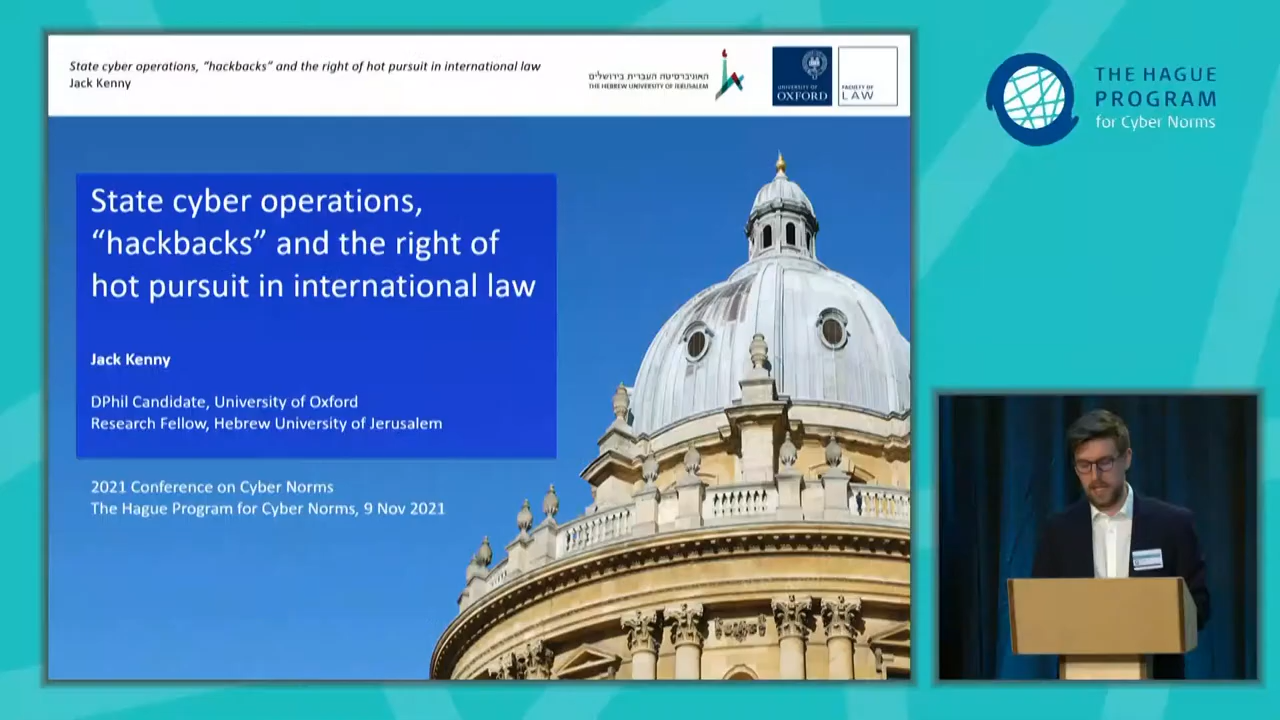 State cyber operations, “hackbacks” and the right of hot pursuit in international law
Jack Kenny
האוניברסיטה העברית בירושלים
THE HEBREW UNIVERSITY OF JERUSALEM
UNIVERSITY OF
OXFORD
FACULTY OF
LAW
THE HAGUE
PROGRAM
for Cyber Norms
State cyber operations,
“hackbacks” and the right of
hot pursuit in international law
Jack Kenny
DPhil Candidate, University of Oxford
Research Fellow, Hebrew University of Jerusalem
2021 Conference on Cyber Norms
The Hague Program for Cyber Norms, 9 Nov 2021